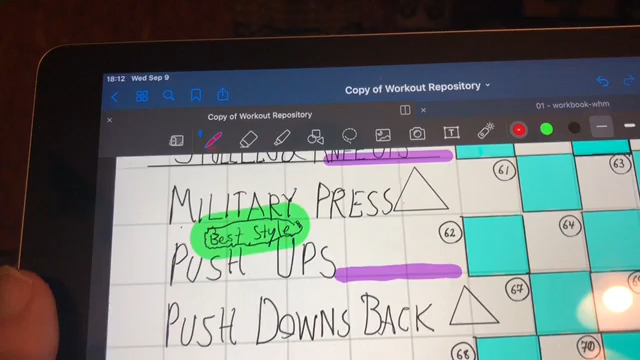 18:12 Wed Sep 9
Copy of Workout Repository
Copy of Workout Repository
01 - workbook-whm
61
63
MILITARY PRESS
Best Style
62
64
PUSH UPS
67
PUSH DOWNS BACK
68
70